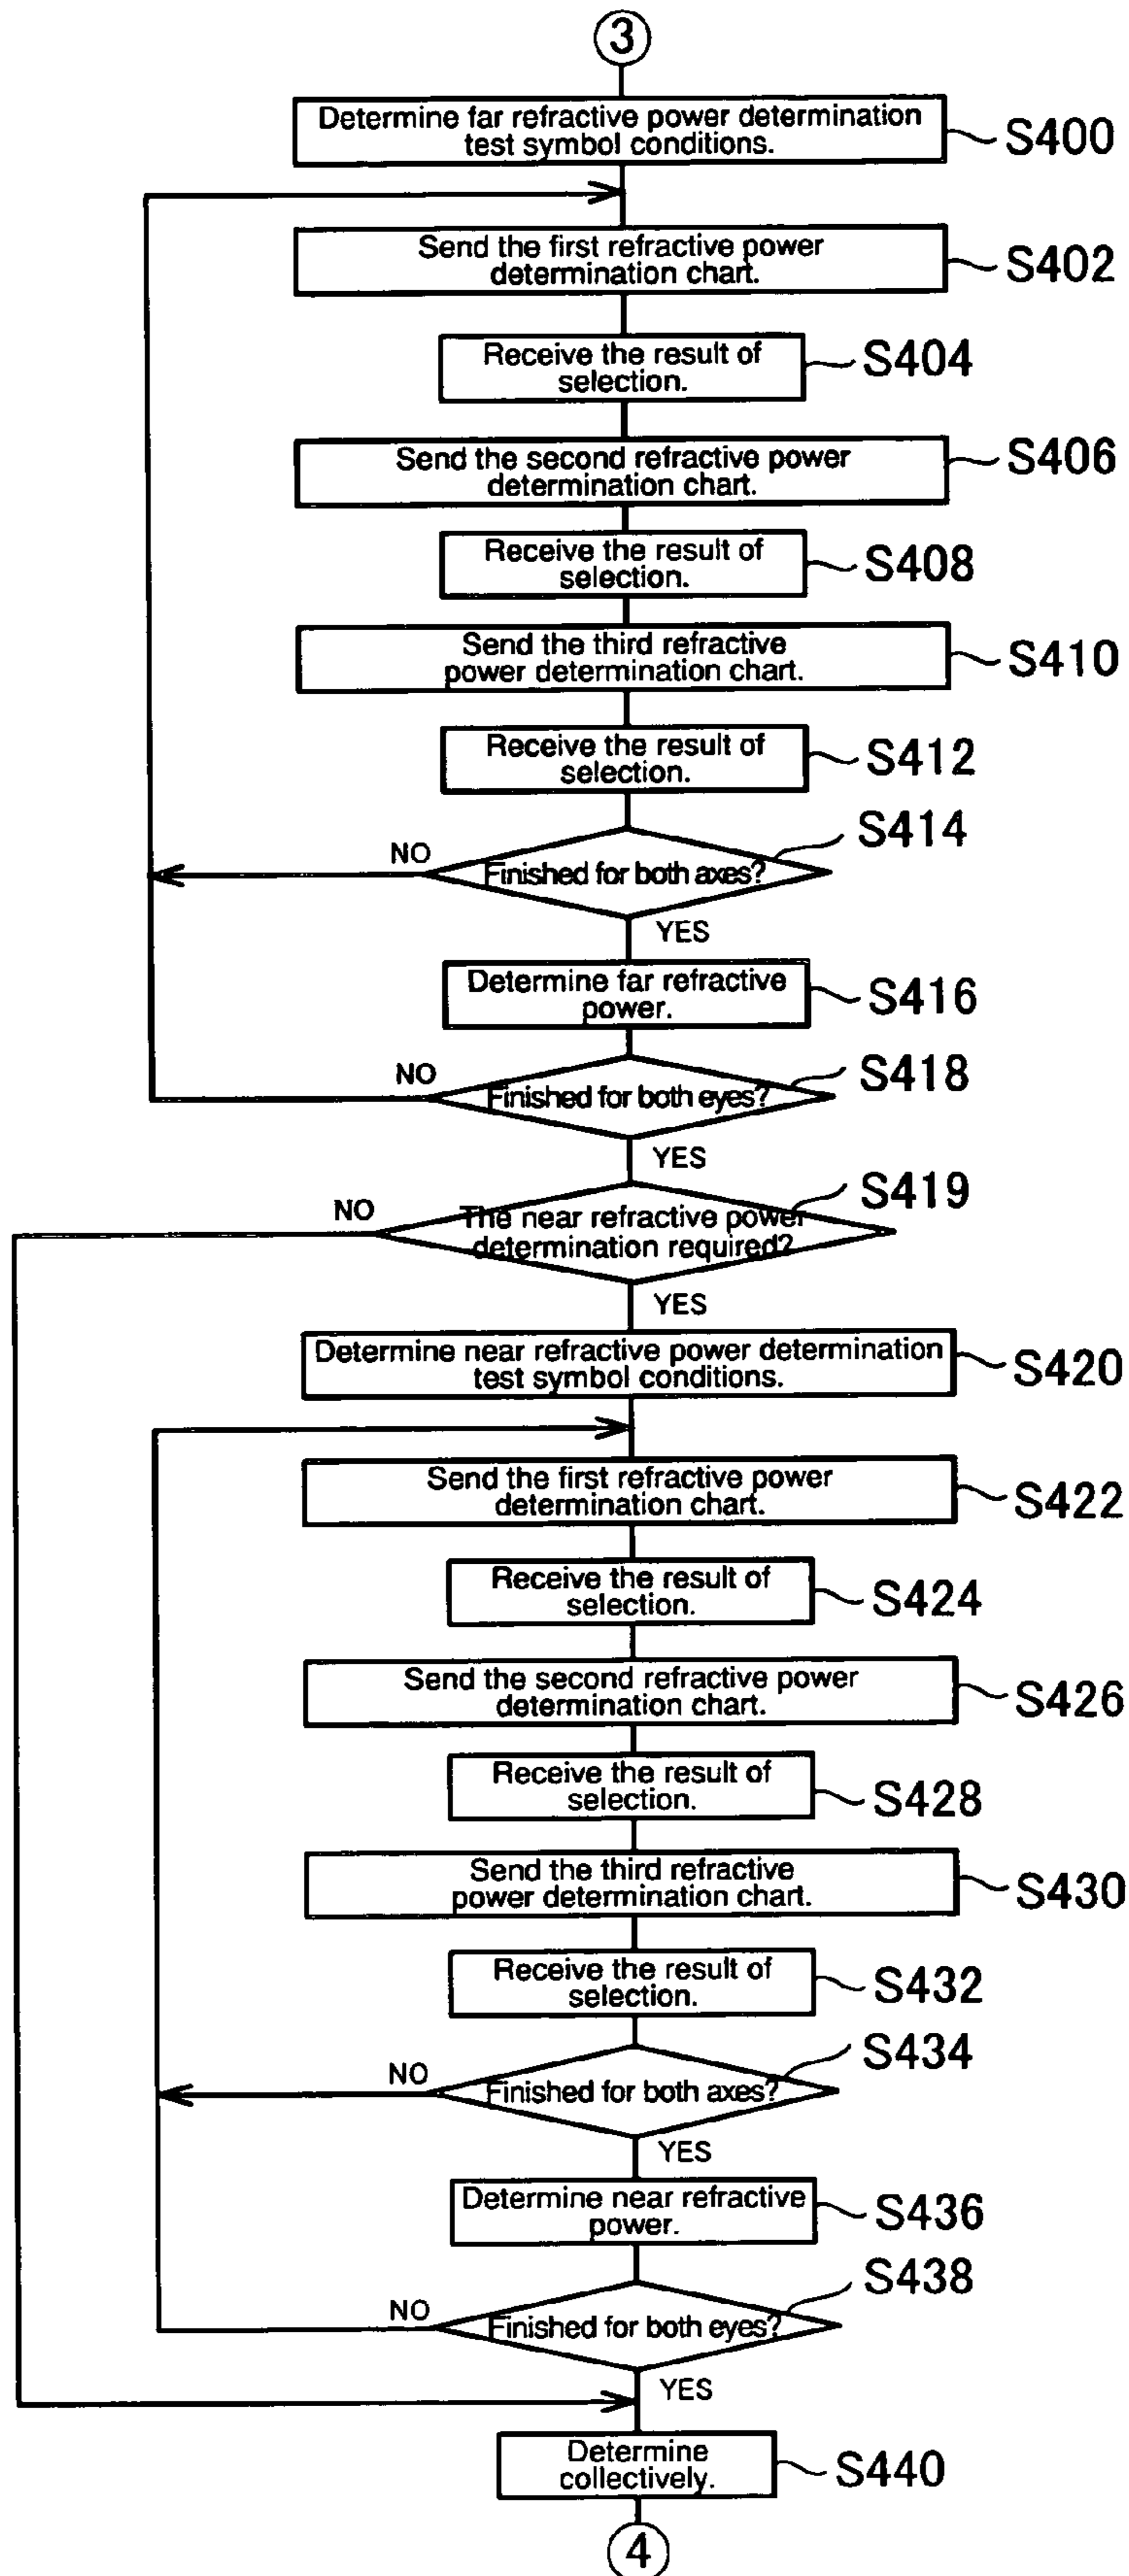 3
Determine far refractive power determination
test symbol conditions.
S400
Send the first refractive power
determination chart.
S402
Receive the result of
selection.
S404
Send the second refractive power
determination chart.
S406
Receive the result of
selection.
S408
Send the third refractive
power determination chart.
S410
Receive the result of
selection.
S412
S414
NO
Finished for both axes?
YES
Determine far refractive
power.
S416
S418
NO
Finished for both eyes?
YES
S419
NO
The near refractive power
determination required?
YES
Determine near refractive power determination
test symbol conditions.
S420
Send the first refractive power
determination chart.
S422
Receive the result of
selection.
S424
Send the second refractive power
determination chart.
S426
Receive the result of
selection.
S428
Send the third refractive
power determination chart.
S430
Receive the result of
selection.
S432
S434
NO
Finished for both axes?
YES
Determine near refractive
power.
S436
S438
NO
Finished for both eyes?
YES
Determine
collectively.
S440
4